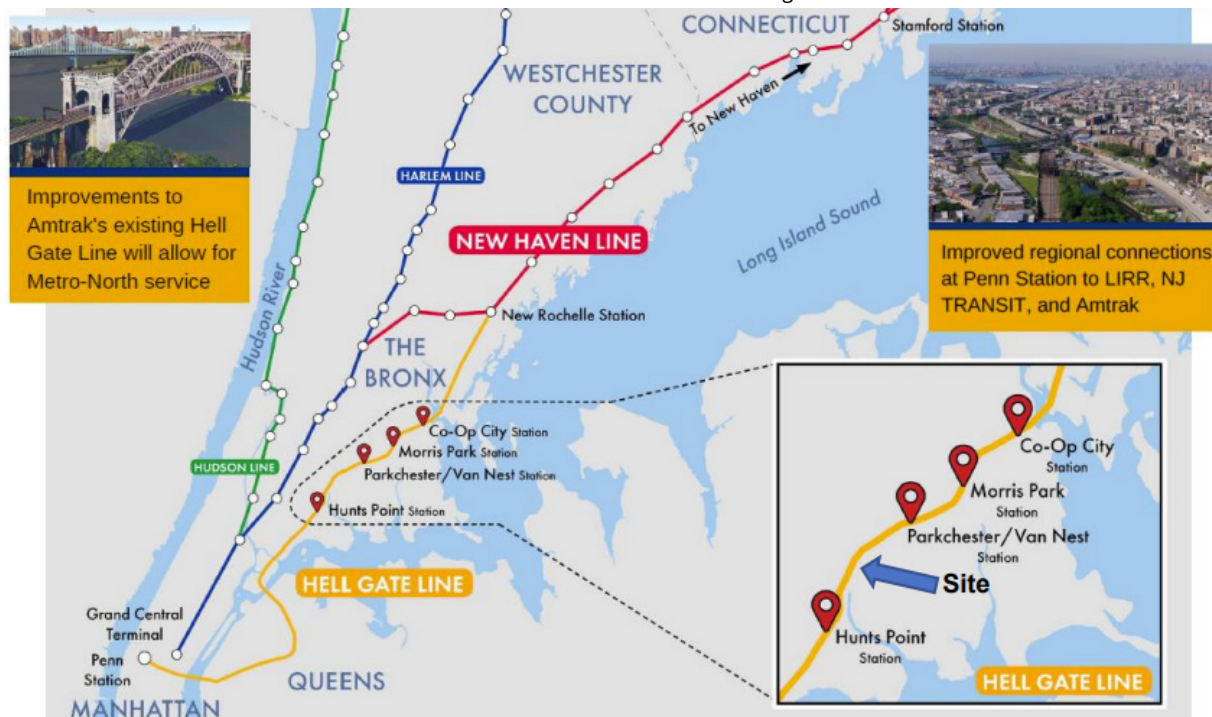 CONNECTICUT
Stamford Station
WESTCHESTER
COUNTY
To New Haven
HARLEM LINE
NEW HAVEN LINE
Long Island Sound
Improvements to
Amtrak's existing Hell
Gate Line will allow for
Metro-North service
Improved regional connections
at Penn Station to LIRR, NJ
TRANSIT, and Amtrak
Hudson River
New Rochelle Station
THE
BRONX
Co-Op City Station
Morris Park Station
Parkchester/Van Nest Station
Hunts Point Station
HUDSON LINE
HELL GATE LINE
Grand Central
Terminal
Penn
Station
QUEENS
MANHATTAN
Co-Op City
Station
Morris Park
Station
Parkchester/Van Nest
Station
Site
Hunts Point
Station
HELL GATE LINE